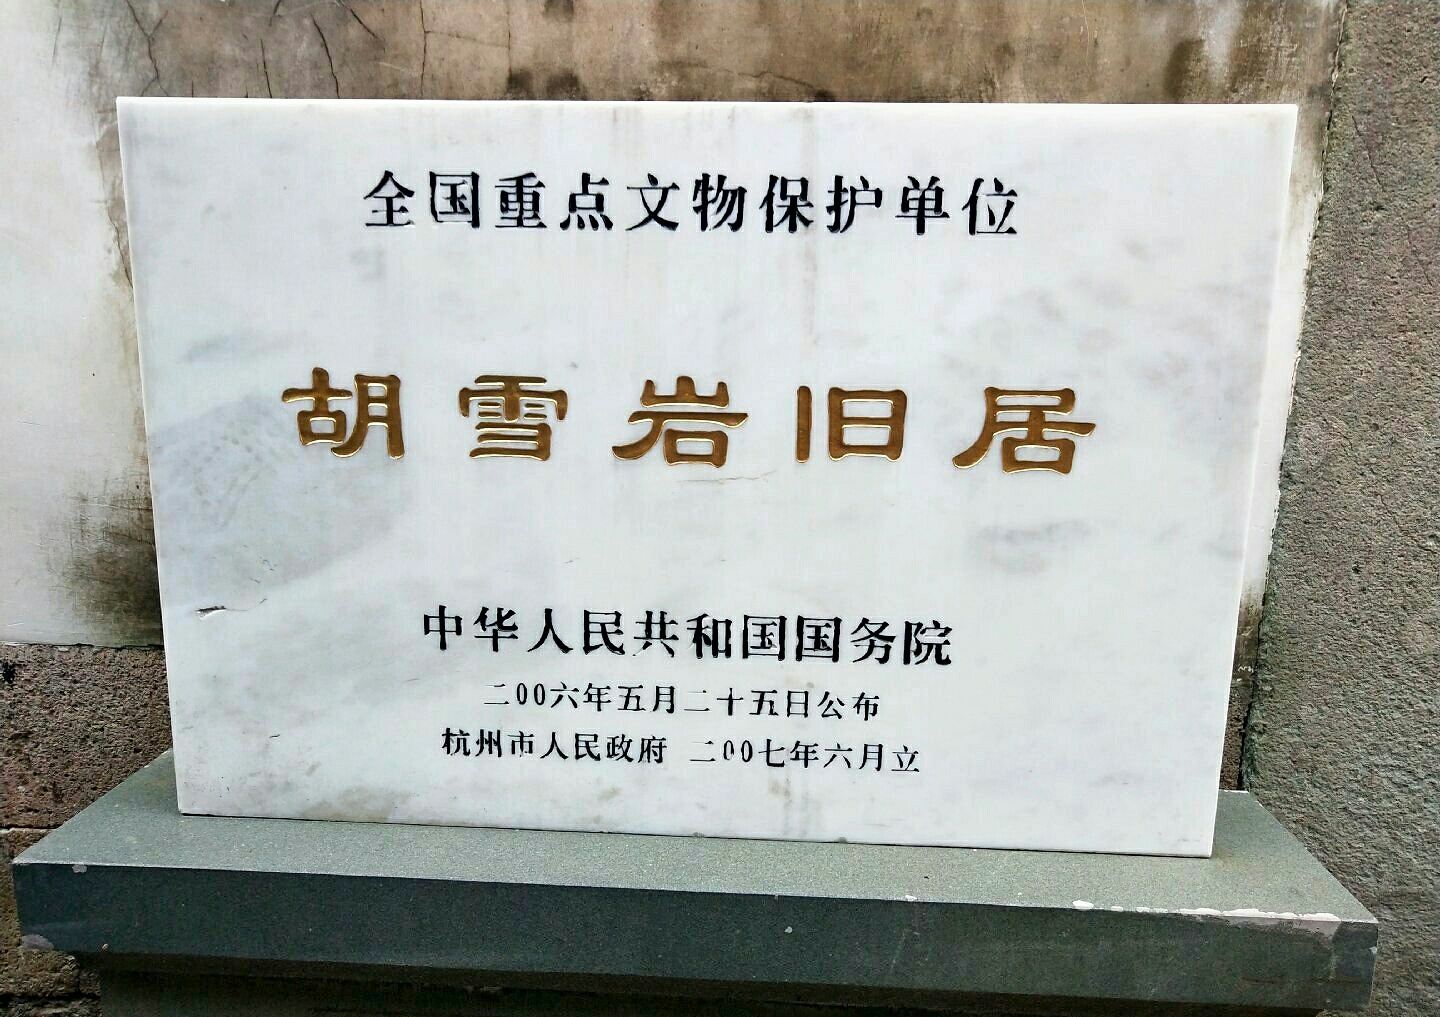 全国重点文物保护单位
胡雪岩旧居
中华人民共和国国务院
二00六年五月二十五日公布
杭州市人民政府 二00七年六月立